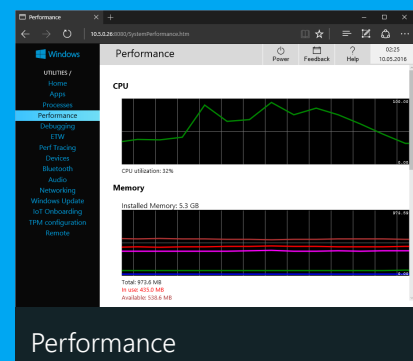 Performance
10.5.0.26:8080/SystemPerformance.htm
Windows
Performance
Power
Feedback
Help
02:25
10.05.2016
UTILITIES /
Home
Apps
Processes
Performance
Debugging
ETW
Perf Tracing
Devices
Bluetooth
Audio
Networking
Windows Update
IoT Onboarding
TPM configuration
Remote
CPU
100.00
0.00
CPU utilization: 32%
Memory
Installed Memory: 5.3 GB
973.59
0.00
Total: 973.6 MB
In use: 435.0 MB
Available: 538.6 MB
Performance